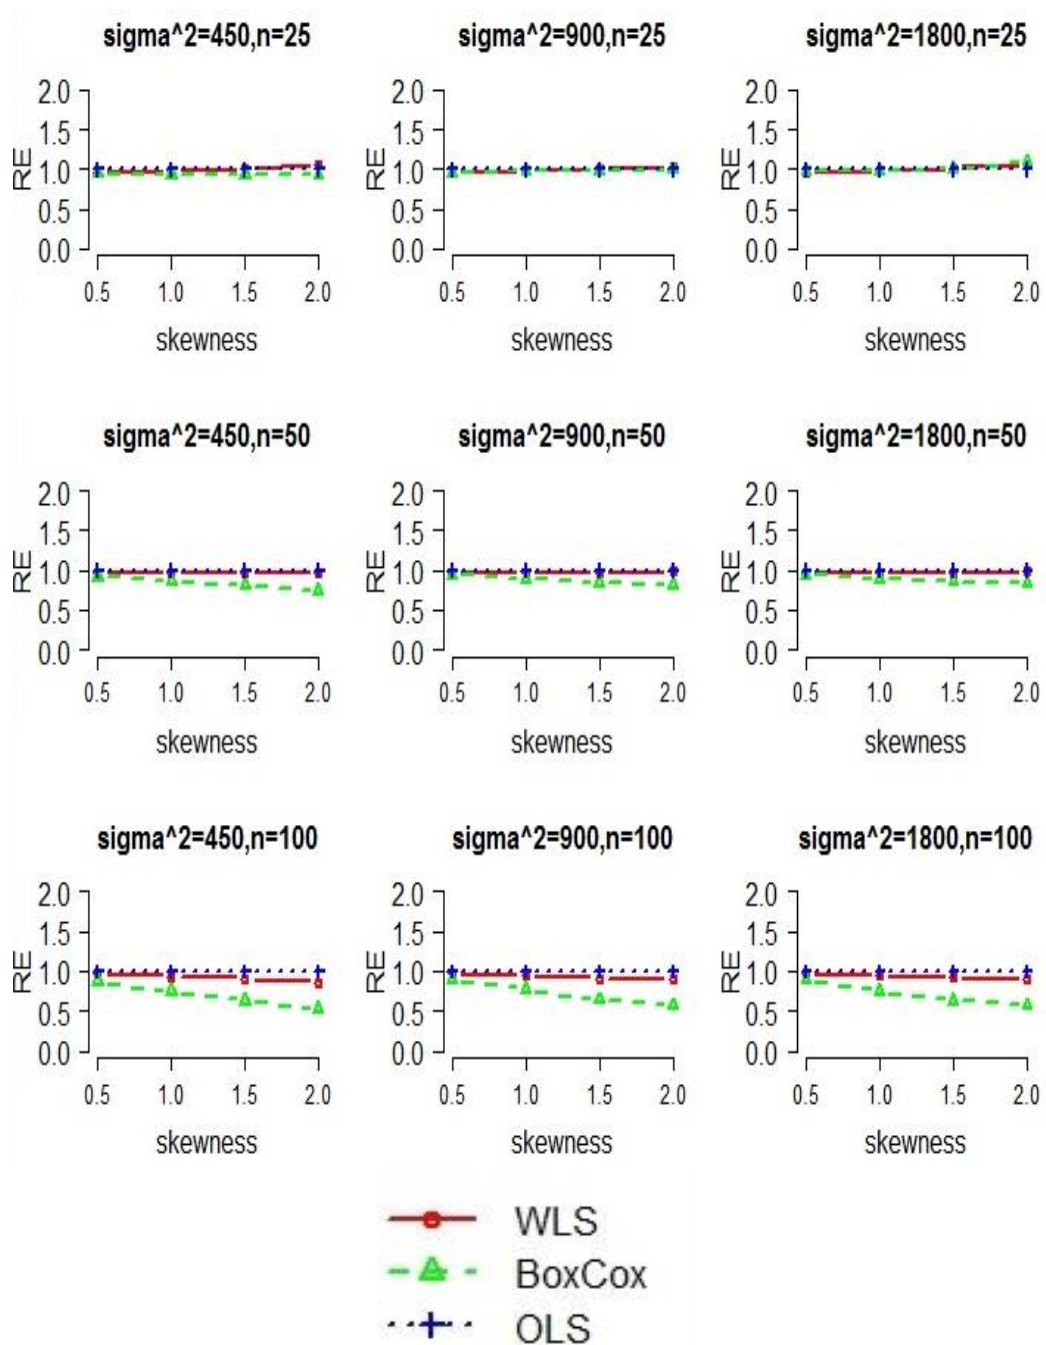 sigma^2=450,n=25 sigma^2=900,n=25 sigma^2=1800,n=25
2.0 2.0 2.0
1.5 1.5 1.5
RE 1.0 RE 1.0 RE 1.0
0.5 0.5 0.5
0.0 0.0 0.0
0.5 1.0 1.5 2.0 0.5 1.0 1.5 2.0 0.5 1.0 1.5 2.0
skewness skewness skewness
sigma^2=450,n=50 sigma^2=900,n=50 sigma^2=1800,n=50
2.0 2.0 2.0
1.5 1.5 1.5
RE 1.0 RE 1.0 RE 1.0
0.5 0.5 0.5
0.0 0.0 0.0
0.5 1.0 1.5 2.0 0.5 1.0 1.5 2.0 0.5 1.0 1.5 2.0
skewness skewness skewness
sigma^2=450,n=100 sigma^2=900,n=100 sigma^2=1800,n=100
2.0 2.0 2.0
1.5 1.5 1.5
RE 1.0 RE 1.0 RE 1.0
0.5 0.5 0.5
0.0 0.0 0.0
0.5 1.0 1.5 2.0 0.5 1.0 1.5 2.0 0.5 1.0 1.5 2.0
skewness skewness skewness
WLS
BoxCox
OLS